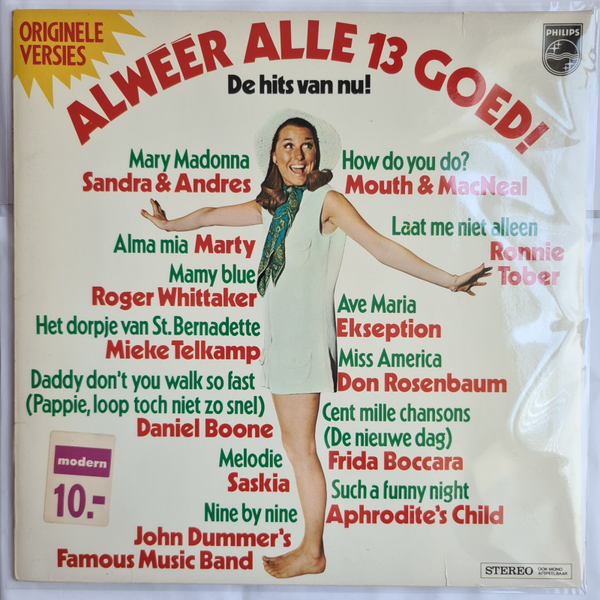 ORIGINELE
VERSIES
ALWÉÉR ALLE 13 GOED!
De hits van nu!
PHILIPS
Mary Madonna
Sandra & Andres
Alma mia Marty
Mamy blue
Roger Whittaker
Het dorpje van St. Bernadette
Mieke Telkamp
Daddy don't you walk so fast
(Pappie, loop toch niet zo snel)
Daniel Boone
Melodie
Saskia
Nine by nine
John Dummer's
Famous Music Band
How do you do?
Mouth & MacNeal
Laat me niet alleen
Ronnie
Tober
Ave Maria
Ekseption
Miss America
Don Rosenbaum
Cent mille chansons
(De nieuwe dag)
Frida Boccara
Such a funny night
Aphrodite's Child
modern
10.-
STEREO OOK MONO
AFSPEELBAAR